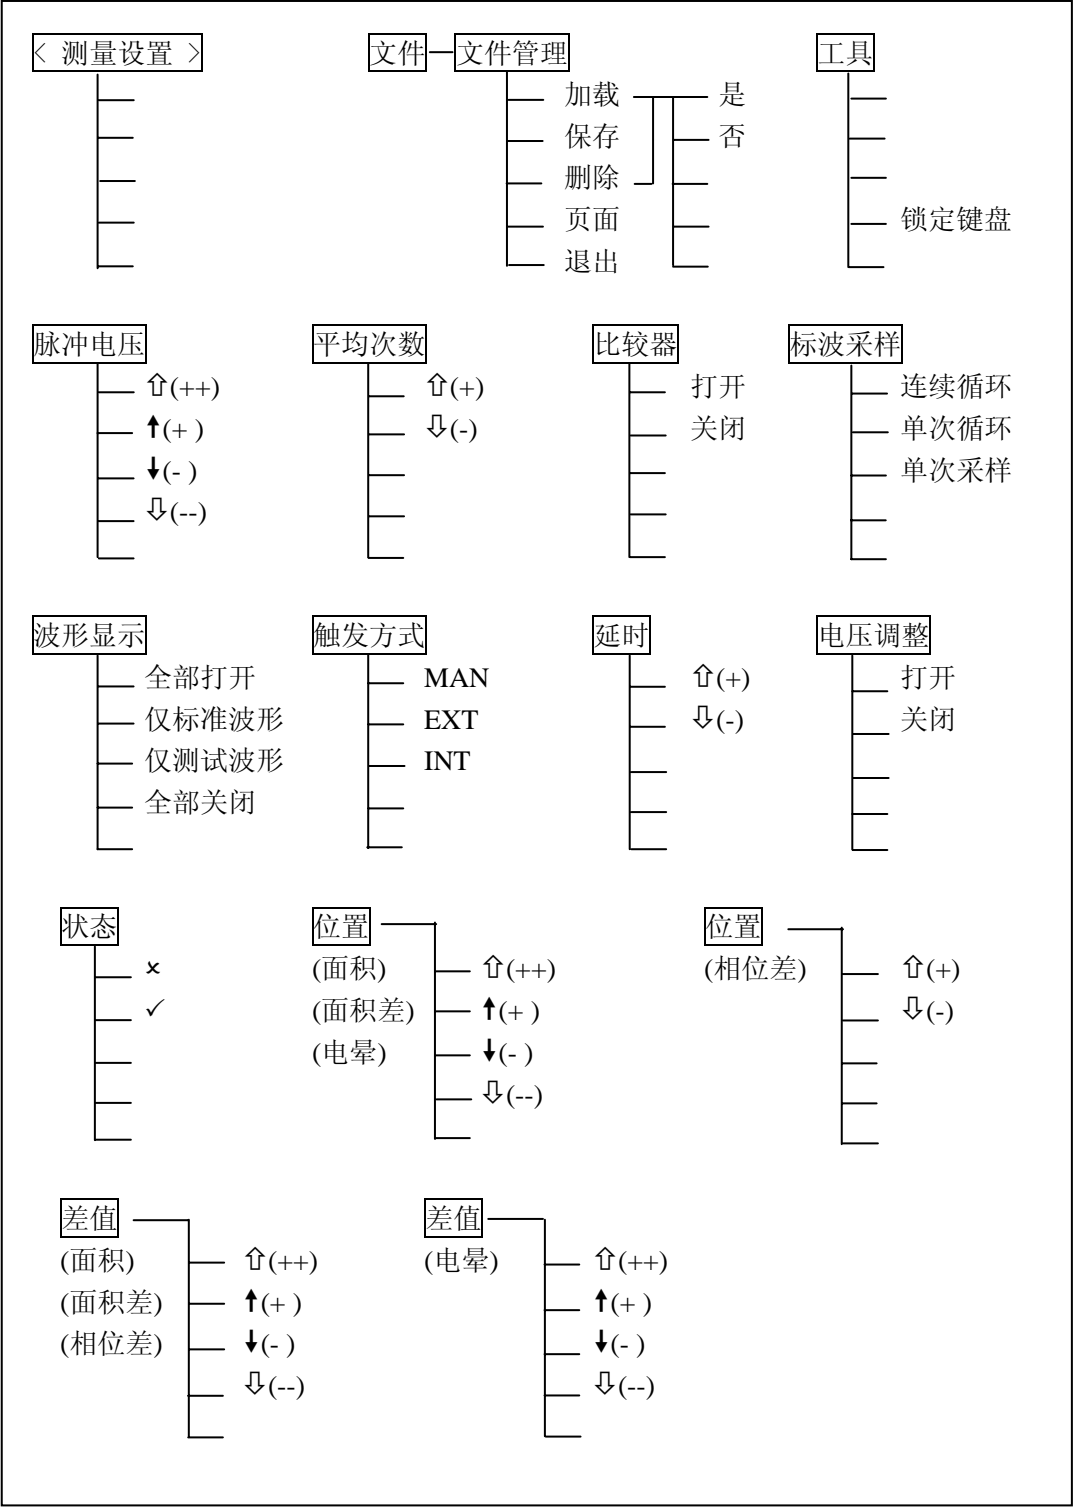 < 测量设置 >
文件 文件管理
加载 是
保存 否
删除
页面
退出
工具
锁定键盘
脉冲电压
⇧(++)
↑(+ )
↓(- )
⇩(--)
平均次数
⇧(+)
⇩(-)
比较器
打开
关闭
标波采样
连续循环
单次循环
单次采样
波形显示
全部打开
仅标准波形
仅测试波形
全部关闭
触发方式
MAN
EXT
INT
延时
⇧(+)
⇩(-)
电压调整
打开
关闭
状态
×
✓
位置
(面积)
(面积差)
(电晕)
⇧(++)
↑(+ )
↓(- )
⇩(--)
位置
(相位差)
⇧(+)
⇩(-)
差值
(面积)
(面积差)
(相位差)
⇧(++)
↑(+ )
↓(- )
⇩(--)
差值
(电晕)
⇧(++)
↑(+ )
↓(- )
⇩(--)